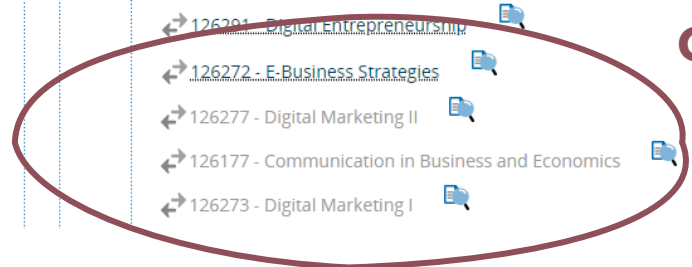 126291 - Digital Entrepreneurship
126272 - E-Business Strategies
126277 - Digital Marketing II
126177 - Communication in Business and Economics
126273 - Digital Marketing I